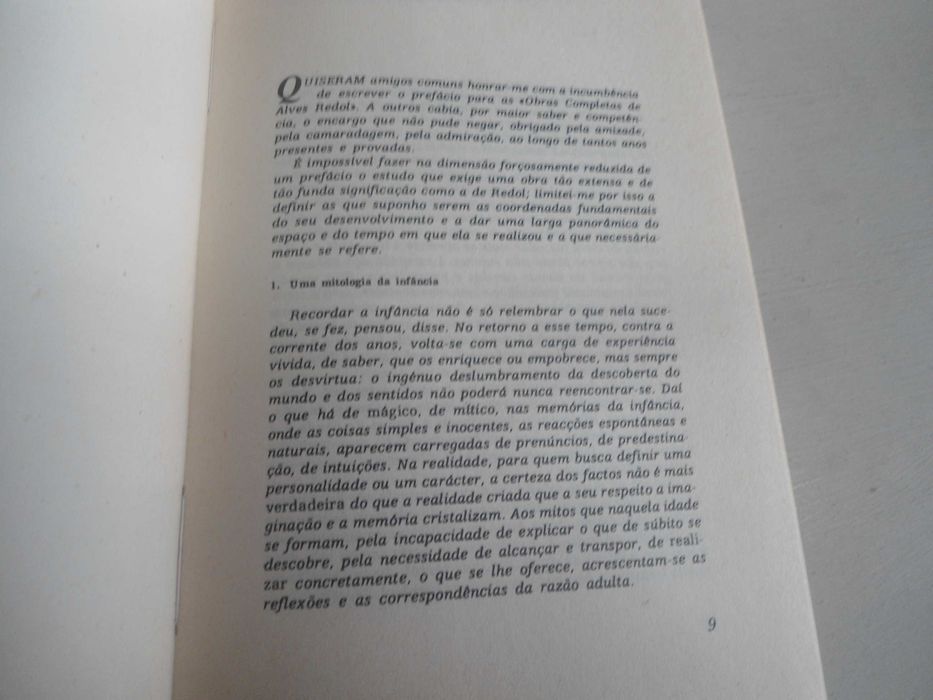 QUISERAM amigos comuns honrar-me com a incumbência
de escrever o prefácio para as «Obras Completas de
Alves Redol». A outros cabia, por maior saber e competên-
cia, o encargo que não pude negar, obrigado pela amizade,
pela camaradagem, pela admiração, ao longo de tantos anos
presentes e provadas.
É impossível fazer na dimensão forçosamente reduzida de
um prefácio o estudo que exige uma obra tão extensa e de
tão funda significação como a de Redol; limitei-me por isso a
definir as que suponho serem as coordenadas fundamentais
do seu desenvolvimento e a dar uma larga panorâmica do
espaço e do tempo em que ela se realizou e a que necessària-
mente se refere.
1. Uma mitologia da infância
Recordar a infância não é só relembrar o que nela suce-
deu, se fez, pensou, disse. No retorno a esse tempo, contra a
corrente dos anos, volta-se com uma carga de experiência
vivida, de saber, que os enriquece ou empobrece, mas sempre
os desvirtua: o ingénuo deslumbramento da descoberta do
mundo e dos sentidos não poderá nunca reencontrar-se. Daí
o que há de mágico, de mítico, nas memórias da infância,
onde as coisas simples e inocentes, as reacções espontâneas e
naturais, aparecem carregadas de prenúncios, de predestina-
ção, de intuições. Na realidade, para quem busca definir uma
personalidade ou um carácter, a certeza dos factos não é mais
verdadeira do que a realidade criada que a seu respeito a ima-
ginação e a memória cristalizam. Aos mitos que naquela idade
se formam, pela incapacidade de explicar o que de súbito se
descobre, pela necessidade de alcançar e transpor, de reali-
zar concretamente, o que se lhe oferece, acrescentam-se as
reflexões e as correspondências da razão adulta.
9